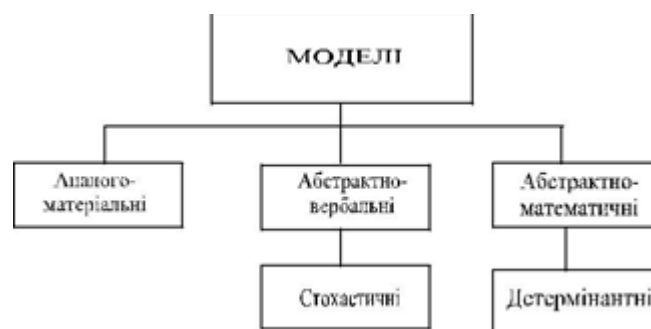 МОДЕЛІ
Аналого-
матеріальні
Абстрактно-
вербальні
Абстрактно-
математичні
Стохастичні
Детермінантні